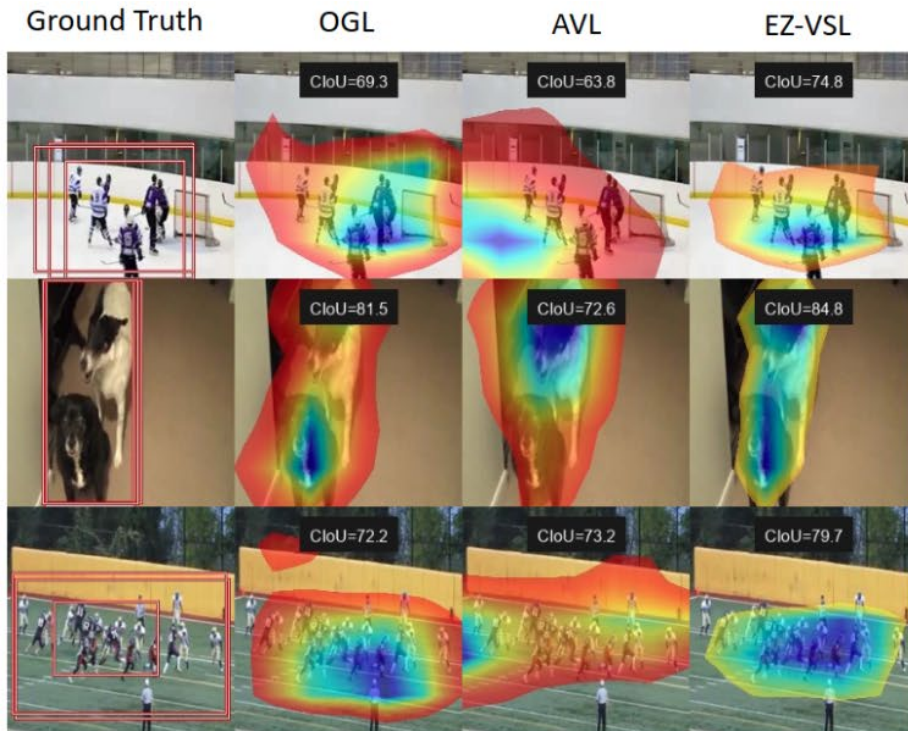 Ground Truth OGL AVL EZ-VSL
CIoU=69.3 CIoU=63.8 CIoU=74.8
CIoU=81.5 CIoU=72.6 CIoU=84.8
CIoU=72.2 CIoU=73.2 CIoU=79.7